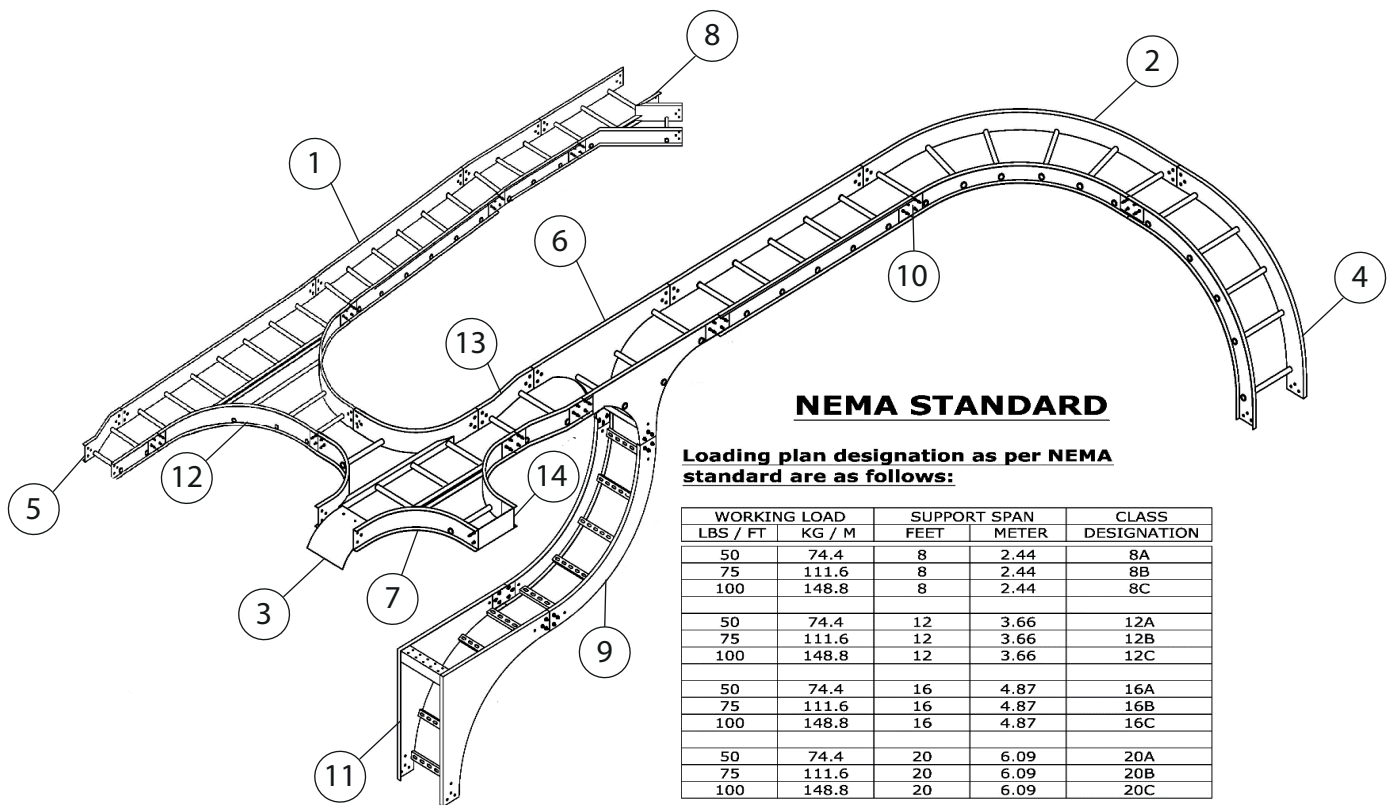 8
2
1
6
10
4
13
5
12
14
3
7
9
11
NEMA STANDARD
Loading plan designation as per NEMA
standard are as follows:
WORKING LOAD SUPPORT SPAN CLASS
LBS / FT KG / M FEET METER DESIGNATION
50 74.4 8 2.44 8A
75 111.6 8 2.44 8B
100 148.8 8 2.44 8C
50 74.4 12 3.66 12A
75 111.6 12 3.66 12B
100 148.8 12 3.66 12C
50 74.4 16 4.87 16A
75 111.6 16 4.87 16B
100 148.8 16 4.87 16C
50 74.4 20 6.09 20A
75 111.6 20 6.09 20B
100 148.8 20 6.09 20C